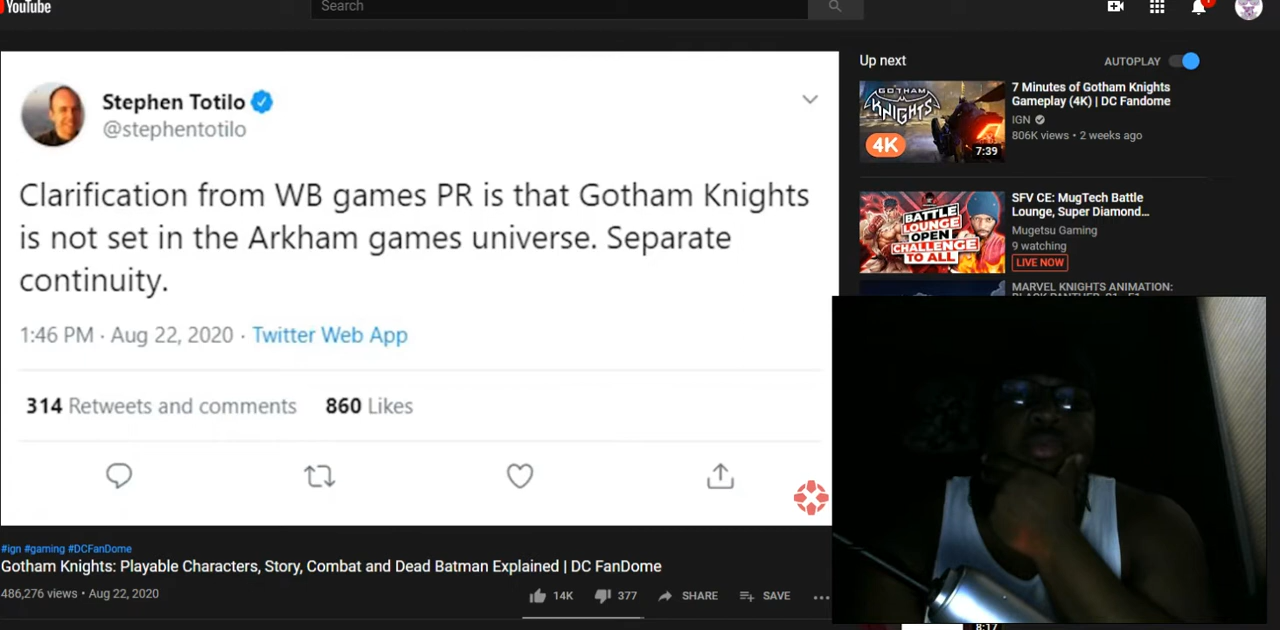 YouTube
Search
Stephen Totilo
@stephentotilo
Clarification from WB games PR is that Gotham Knights
is not set in the Arkham games universe. Separate
continuity.
1:46 PM · Aug 22, 2020 · Twitter Web App
314 Retweets and comments 860 Likes
#ign #gaming #DCFanDome
Gotham Knights: Playable Characters, Story, Combat and Dead Batman Explained | DC FanDome
486,276 views • Aug 22, 2020
14K 377 SHARE SAVE
Up next AUTOPLAY
GOTHAM
KNIGHTS
4K
7:39
7 Minutes of Gotham Knights
Gameplay (4K) | DC Fandome
IGN
806K views • 2 weeks ago
BATTLE
LOUNGE
OPEN
CHALLENGE
TO ALL
SFV CE: MugTech Battle
Lounge, Super Diamond...
Mugetsu Gaming
9 watching
LIVE NOW
MARVEL KNIGHTS ANIMATION:
8:17